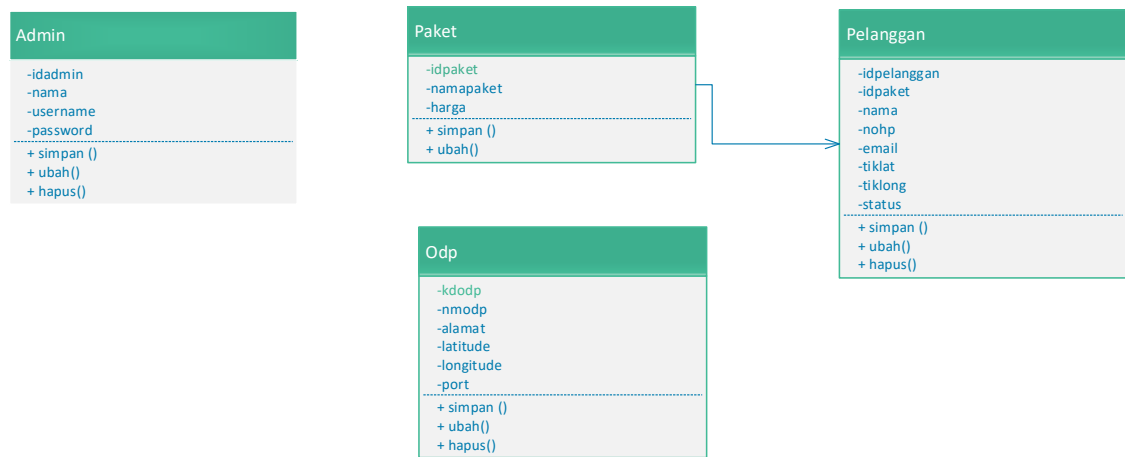 Admin
-idadmin
-nama
-username
-password
+ simpan ()
+ ubah()
+ hapus()
Paket
-idpaket
-namapaket
-harga
+ simpan ()
+ ubah()
Pelanggan
-idpelanggan
-idpaket
-nama
-nohp
-email
-tiklat
-tiklong
-status
+ simpan ()
+ ubah()
+ hapus()
Odp
-kdodp
-nmodp
-alamat
-latitude
-longitude
-port
+ simpan ()
+ ubah()
+ hapus()